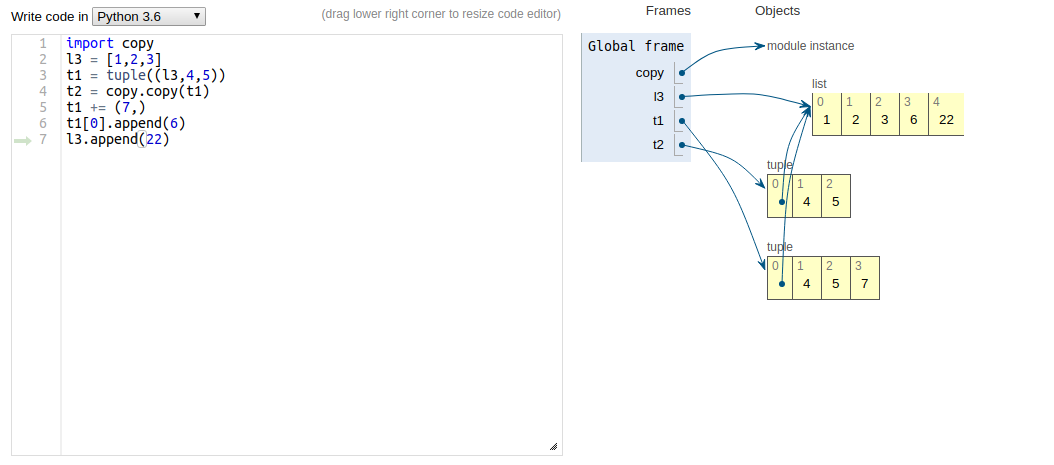 Write code in Python 3.6 (drag lower right corner to resize code editor)
1 import copy
2 l3 = [1,2,3]
3 t1 = tuple((l3,4,5))
4 t2 = copy.copy(t1)
5 t1 += (7,)
6 t1[0].append(6)
7 l3.append(22)
Frames Objects
Global frame
copy
l3
t1
t2
module instance
list
0 1 2 3 4
1 2 3 6 22
tuple
0 1 2
4 5
tuple
0 1 2 3
4 5 7